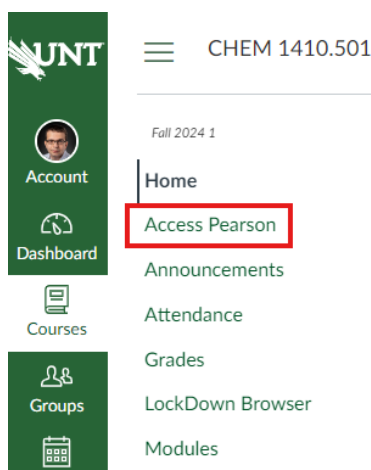 UNT
CHEM 1410.501
Fall 2024 1
Account
Home
Access Pearson
Dashboard
Announcements
Courses
Attendance
Grades
Groups
LockDown Browser
Modules